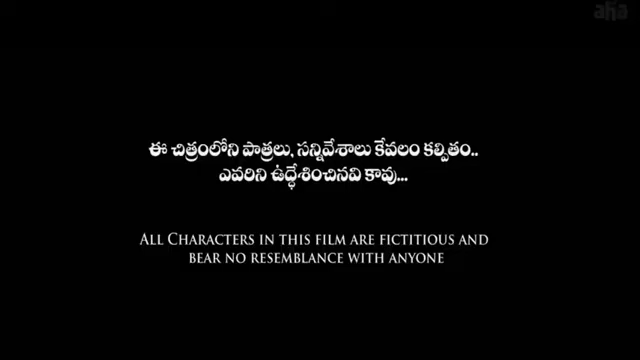 aha
ఈ చిత్రంలోని పాత్రలు, సన్నివేశాలు కేవలం కల్పితం..
ఎవరిని ఉద్ధేశించినవి కావు...
ALL CHARACTERS IN THIS FILM ARE FICTITIOUS AND
BEAR NO RESEMBLANCE WITH ANYONE